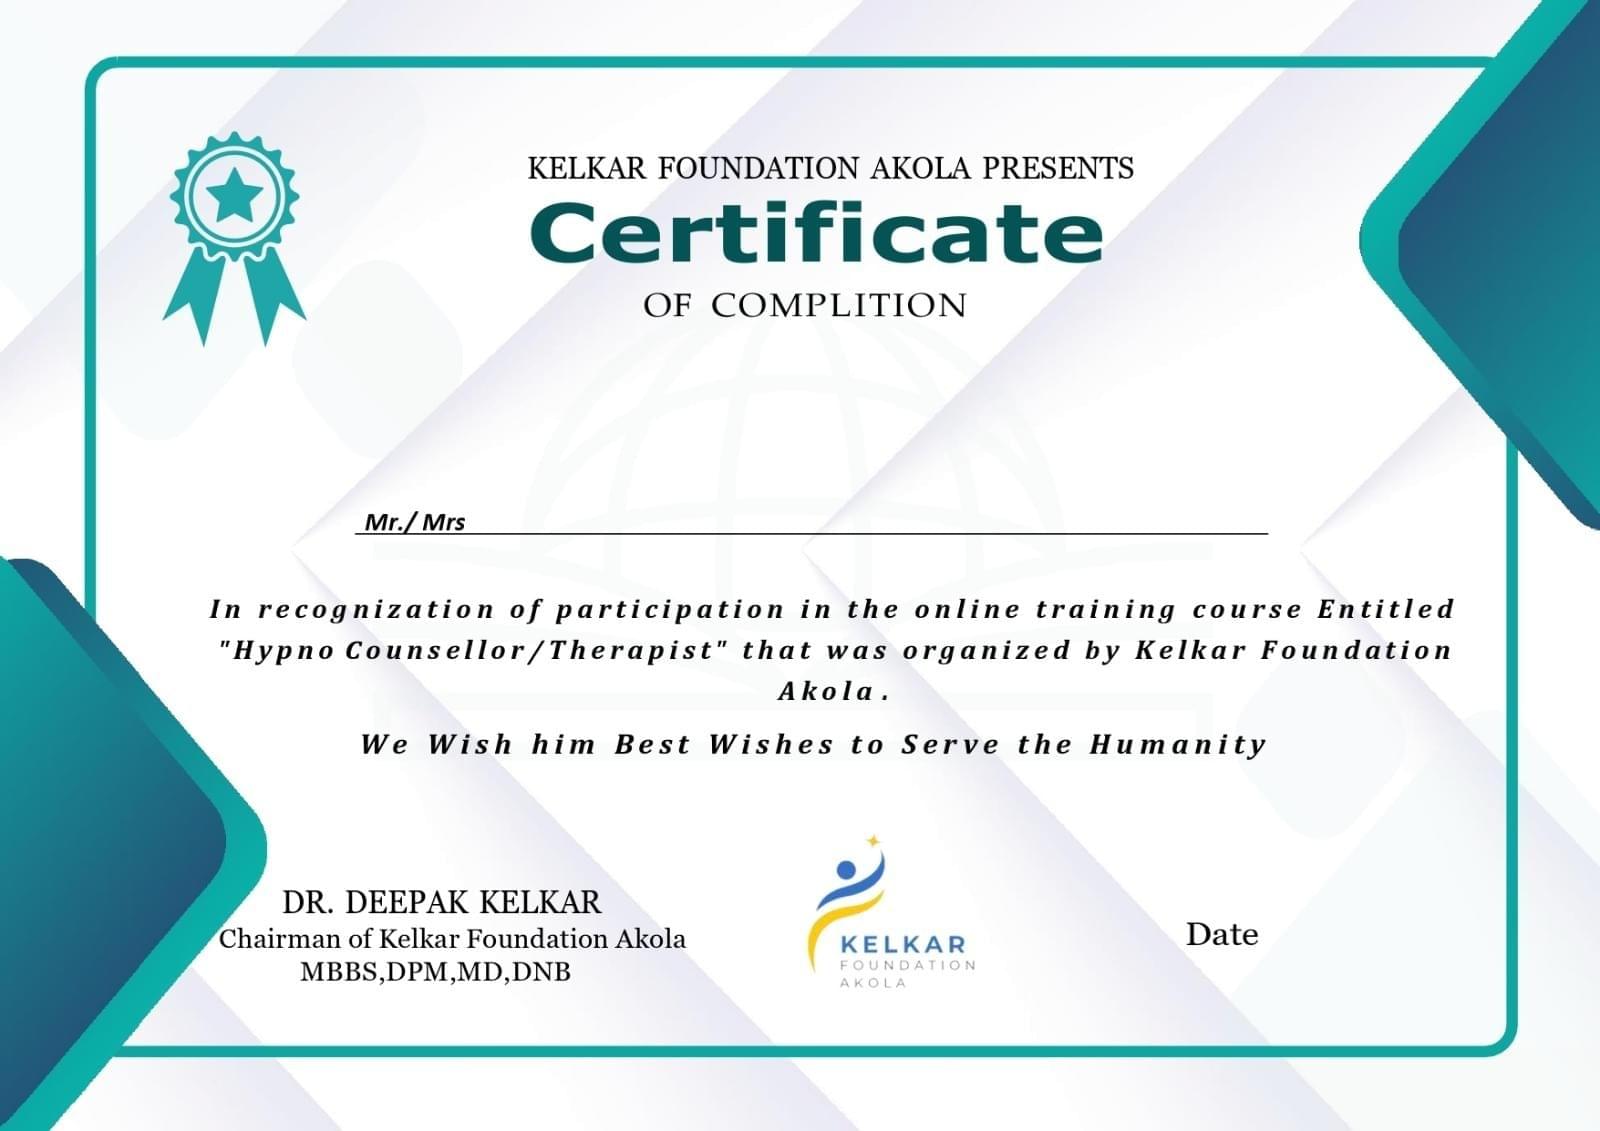 KELKAR FOUNDATION AKOLA PRESENTS
Certificate
OF COMPLITION
Mr./ Mrs
In recognization of participation in the online training course Entitled
"Hypno Counsellor/Therapist" that was organized by Kelkar Foundation
Akola.
We Wish him Best Wishes to Serve the Humanity
DR. DEEPAK KELKAR
Chairman of Kelkar Foundation Akola
MBBS,DPM,MD,DNB
KELKAR
FOUNDATION
AKOLA
Date